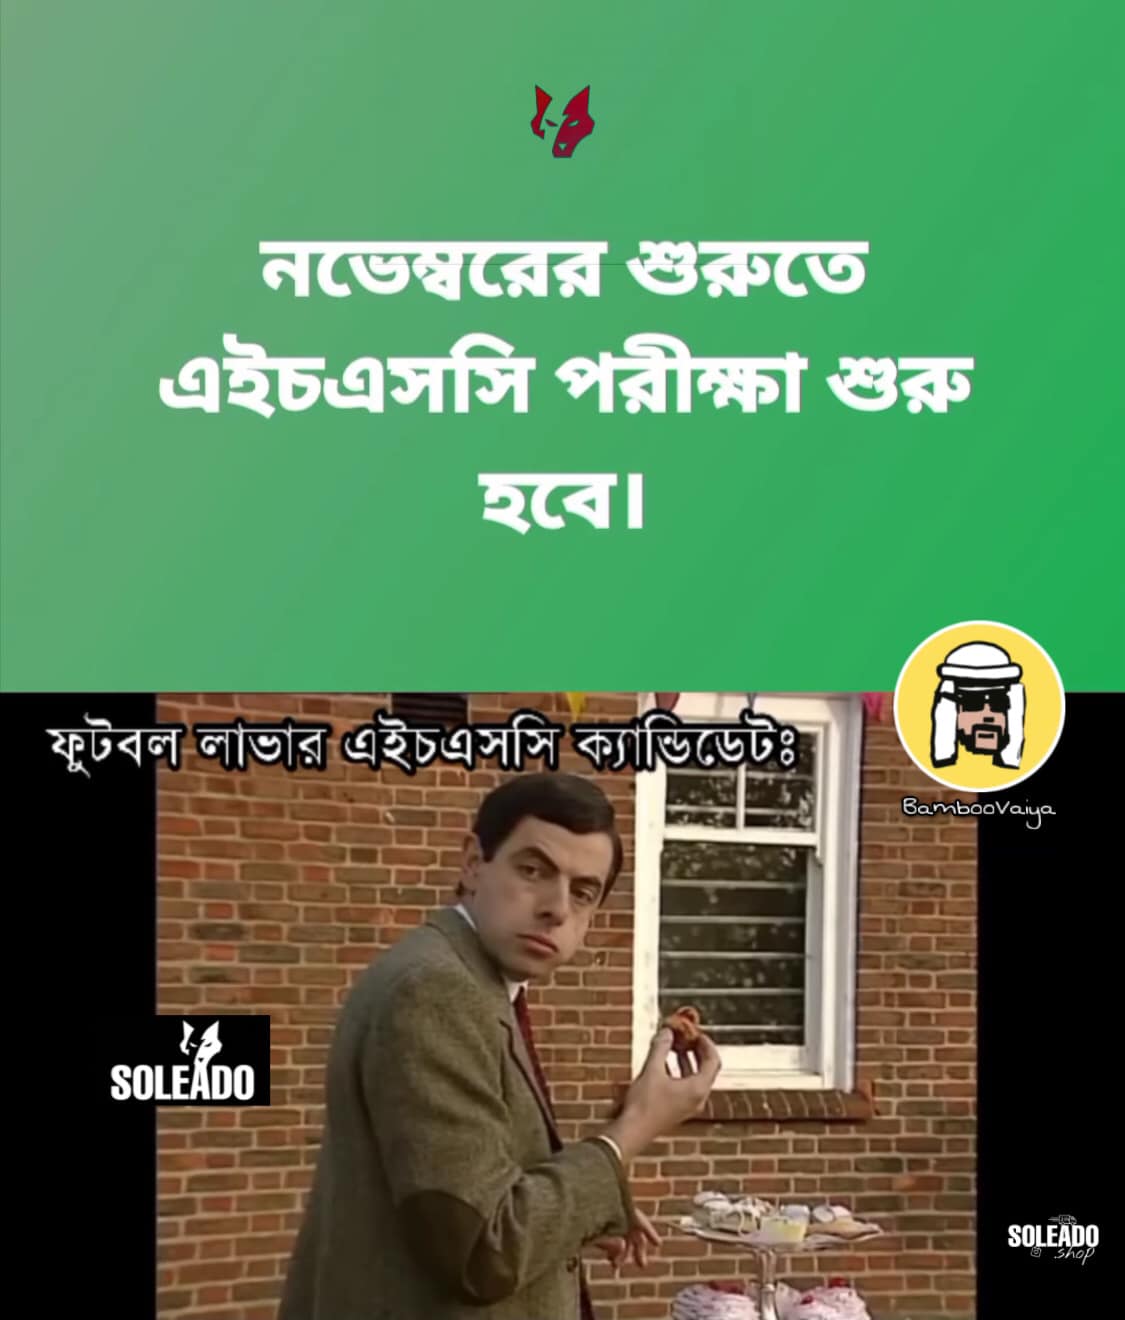 নভেম্বরের শুরুতে
এইচএসসি পরীক্ষা শুরু
হবে।
ফুটবল লাভার এইচএসসি ক্যান্ডিডেটঃ
BambooVaiya
SOLEADO
SOLEADO
.shop